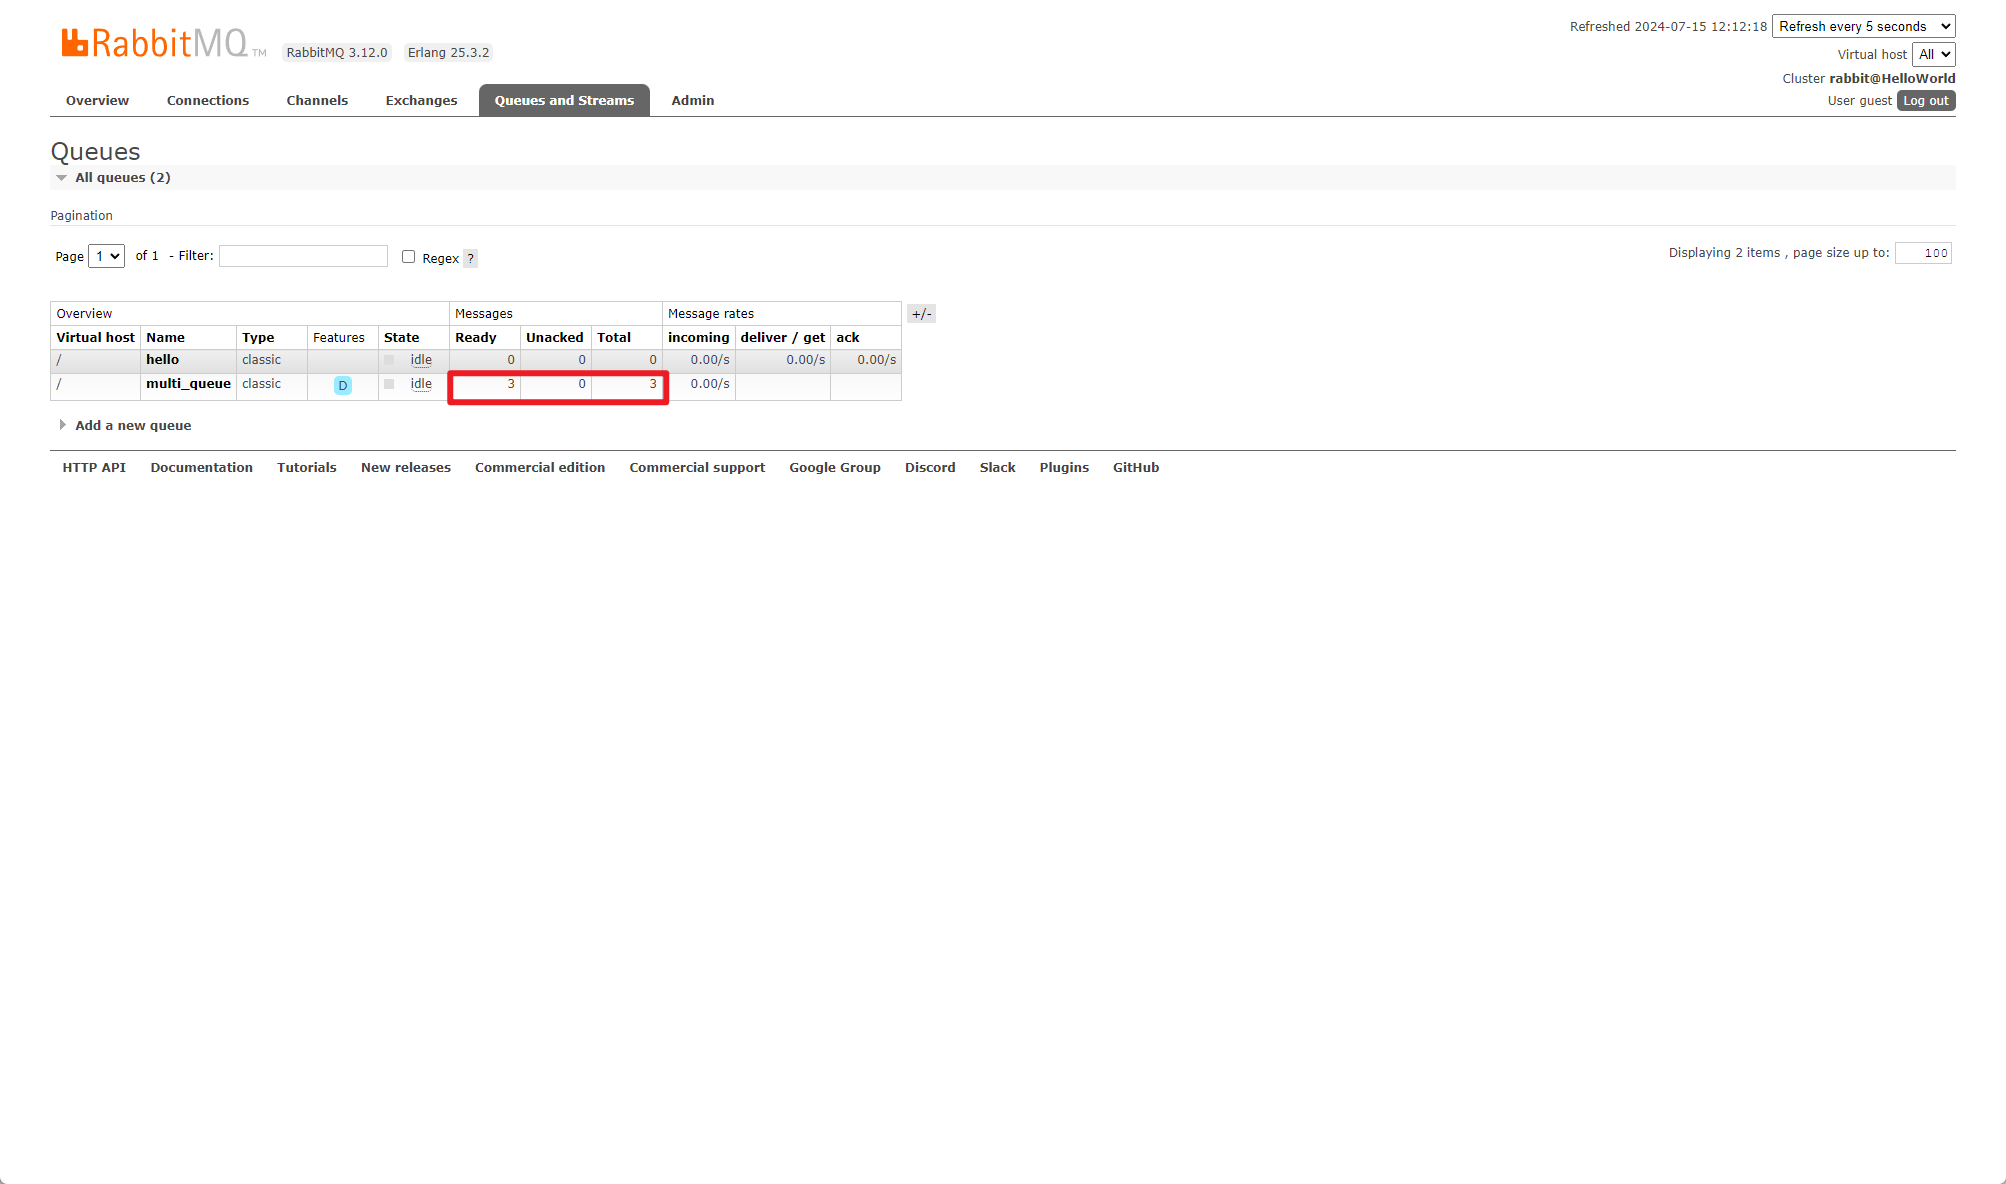 RabbitMQ TM RabbitMQ 3.12.0 Erlang 25.3.2
Refreshed 2024-07-15 12:12:18 Refresh every 5 seconds
Virtual host All
Cluster rabbit@HelloWorld
User guest Log out
Overview Connections Channels Exchanges Queues and Streams Admin
Queues
All queues (2)
Pagination
Page 1 of 1 - Filter: Regex ?
Displaying 2 items , page size up to: 100
Overview Messages Message rates +/-
Virtual host Name Type Features State Ready Unacked Total incoming deliver / get ack
/ hello classic idle 0 0 0 0.00/s 0.00/s 0.00/s
/ multi_queue classic D idle 3 0 3 0.00/s
Add a new queue
HTTP API Documentation Tutorials New releases Commercial edition Commercial support Google Group Discord Slack Plugins GitHub